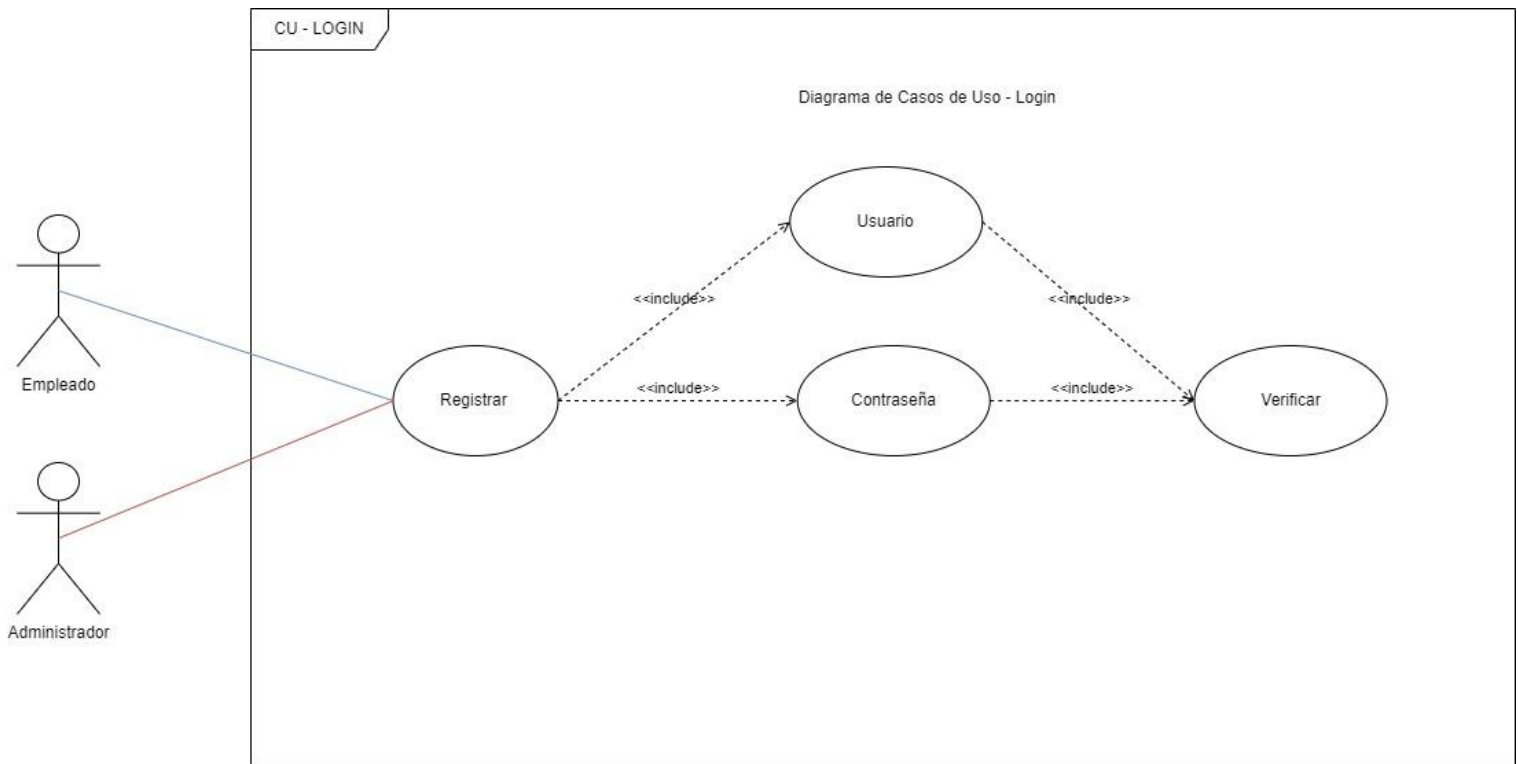 CU - LOGIN
Diagrama de Casos de Uso - Login
Usuario
<<include>>
<<include>>
Empleado
Registrar
<<include>>
Contraseña
<<include>>
Verificar
Administrador